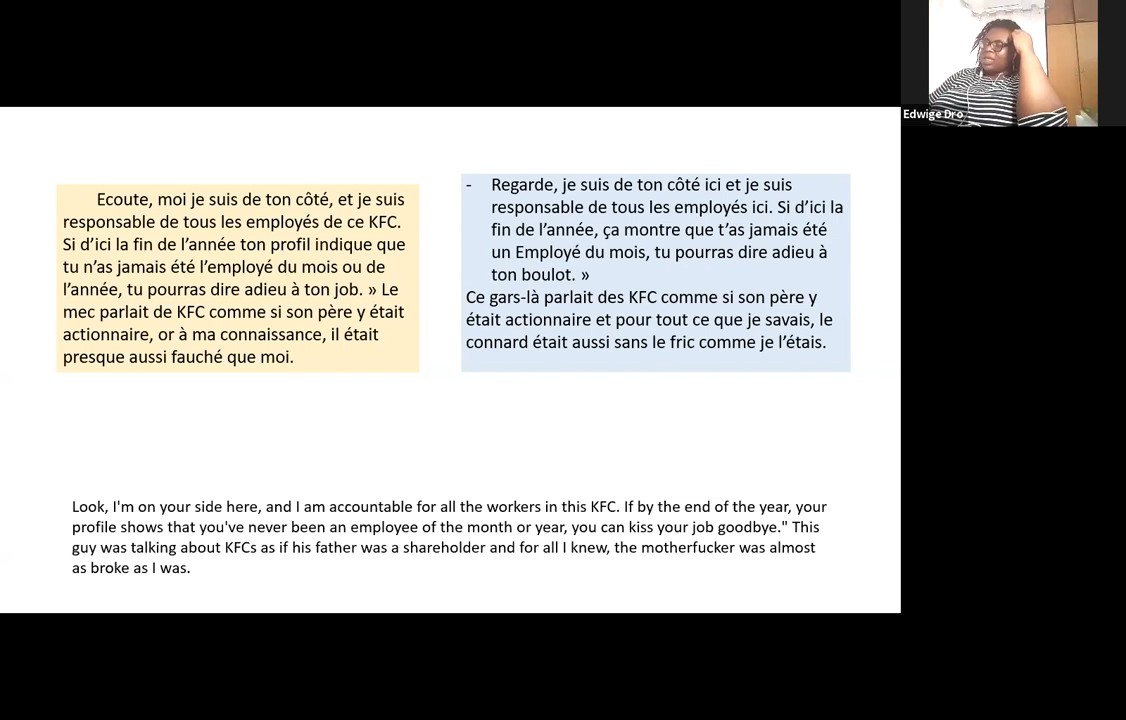 Ecoute, moi je suis de ton côté, et je suis
responsable de tous les employés de ce KFC.
Si d’ici la fin de l’année ton profil indique que
tu n’as jamais été l’employé du mois ou de
l’année, tu pourras dire adieu à ton job. » Le
mec parlait de KFC comme si son père y était
actionnaire, or à ma connaissance, il était
presque aussi fauché que moi.
- Regarde, je suis de ton côté ici et je suis
responsable de tous les employés ici. Si d’ici la
fin de l’année, ça montre que t’as jamais été
un Employé du mois, tu pourras dire adieu à
ton boulot. »
Ce gars-là parlait des KFC comme si son père y
était actionnaire et pour tout ce que je savais, le
connard était aussi sans le fric comme je l’étais.
Look, I'm on your side here, and I am accountable for all the workers in this KFC. If by the end of the year, your
profile shows that you've never been an employee of the month or year, you can kiss your job goodbye." This
guy was talking about KFCs as if his father was a shareholder and for all I knew, the motherfucker was almost
as broke as I was.
Edwige Dro